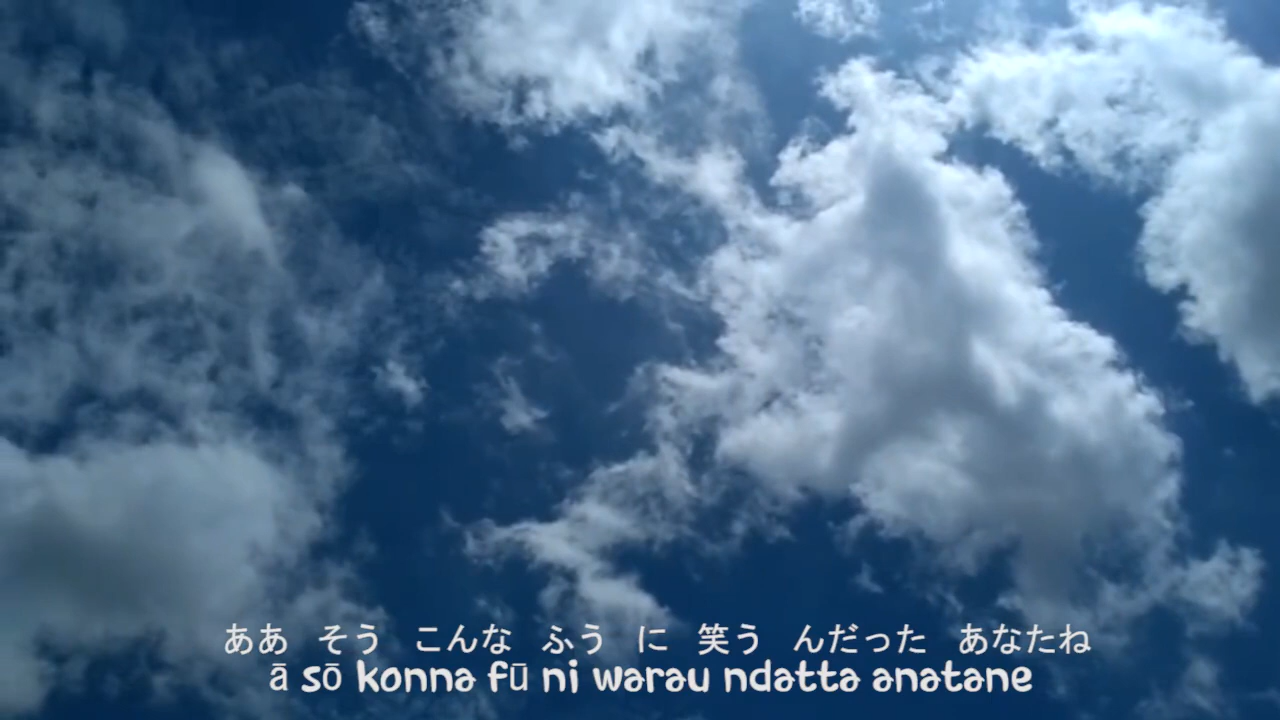 ああ そう こんな ふう に 笑う んだった あなたね
ā sō konna fū ni warau ndatta anatane